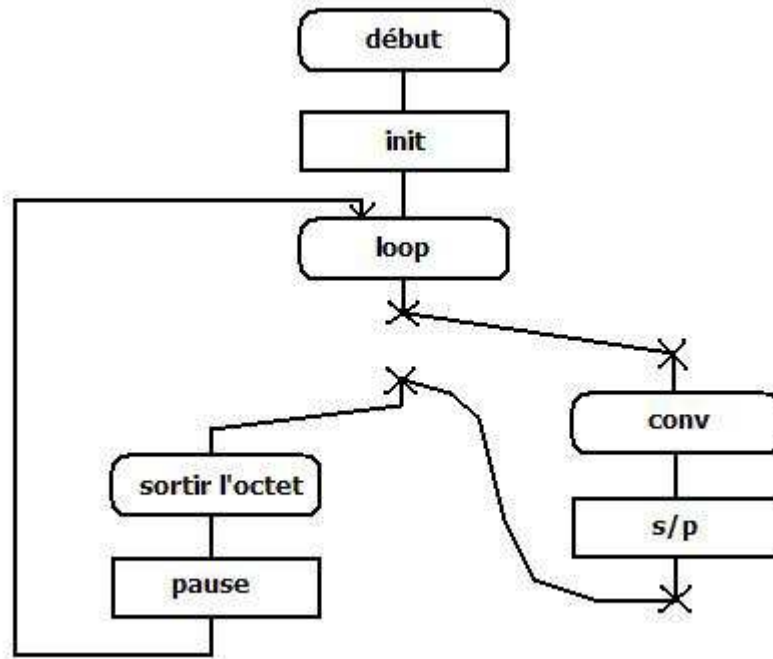 début
init
loop
conv
s/p
sortir l'octet
pause